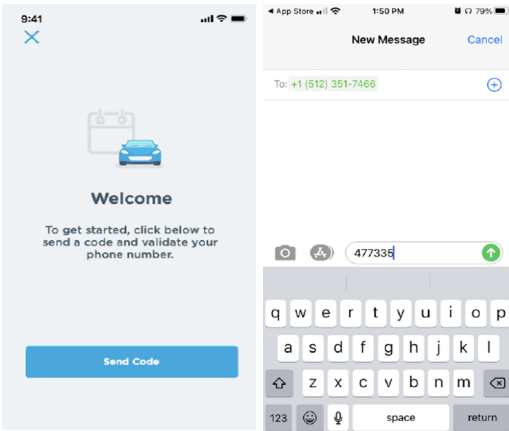 9:41
Welcome
To get started, click below to
send a code and validate your
phone number.
Send Code
App Store
1:50 PM
79%
New Message
Cancel
To: +1 (512) 351-7466
477335
q w e r t y u i o p
a s d f g h j k l
z x c v b n m
123
space
return